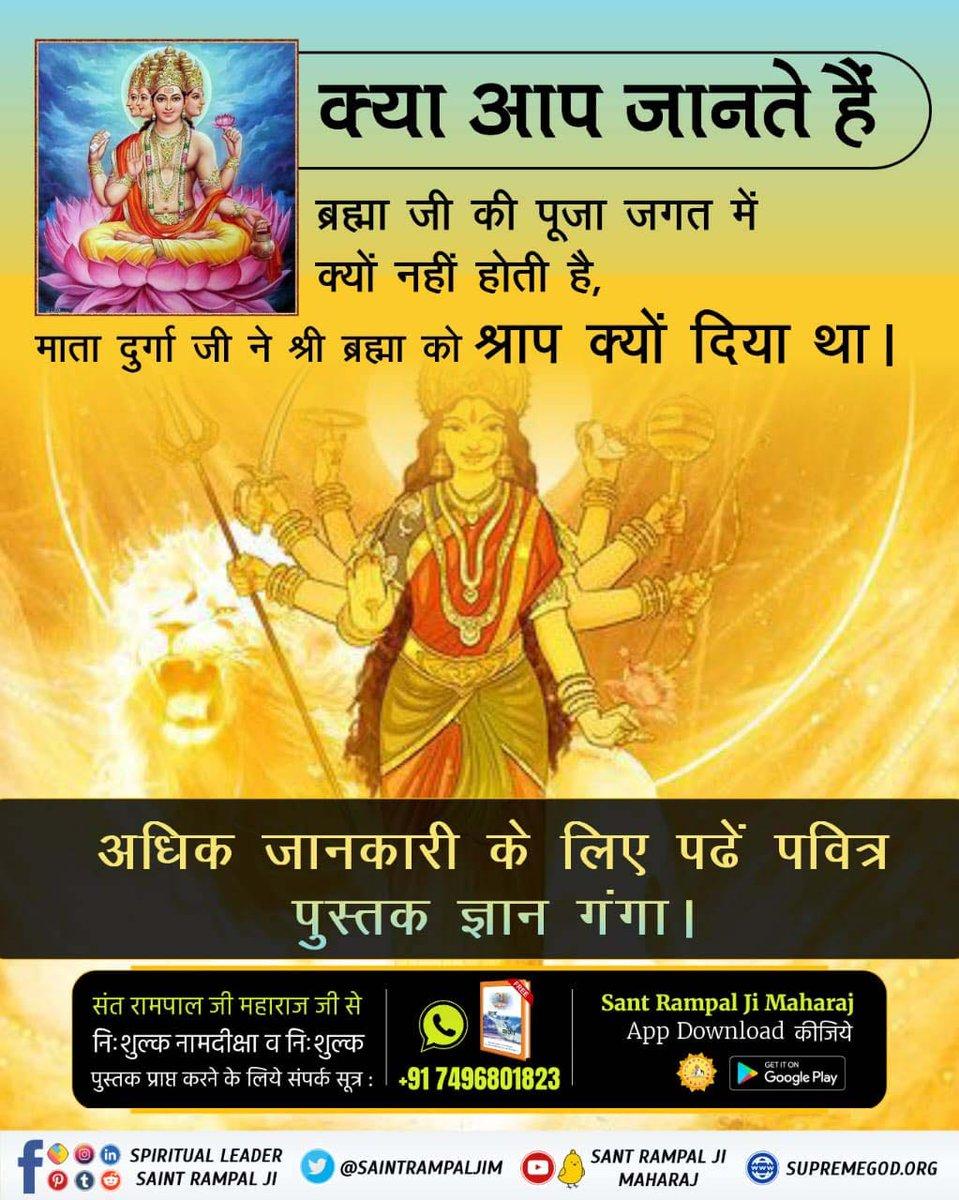 क्या आप जानते हैं
ब्रह्मा जी की पूजा जगत में
क्यों नहीं होती है,
माता दुर्गा जी ने श्री ब्रह्मा को श्राप क्यों दिया था।
अधिक जानकारी के लिए पढें पवित्र
पुस्तक ज्ञान गंगा।
संत रामपाल जी महाराज जी से
निःशुल्क नामदीक्षा व निःशुल्क
पुस्तक प्राप्त करने के लिये संपर्क सूत्र :
FREE
+91 7496801823
Sant Rampal Ji Maharaj
App Download कीजिये
GET IT ON
Google Play
SPIRITUAL LEADER
SAINT RAMPAL JI
@SAINTRAMPALJIM
SANT RAMPAL JI
MAHARAJ
SUPREMEGOD.ORG